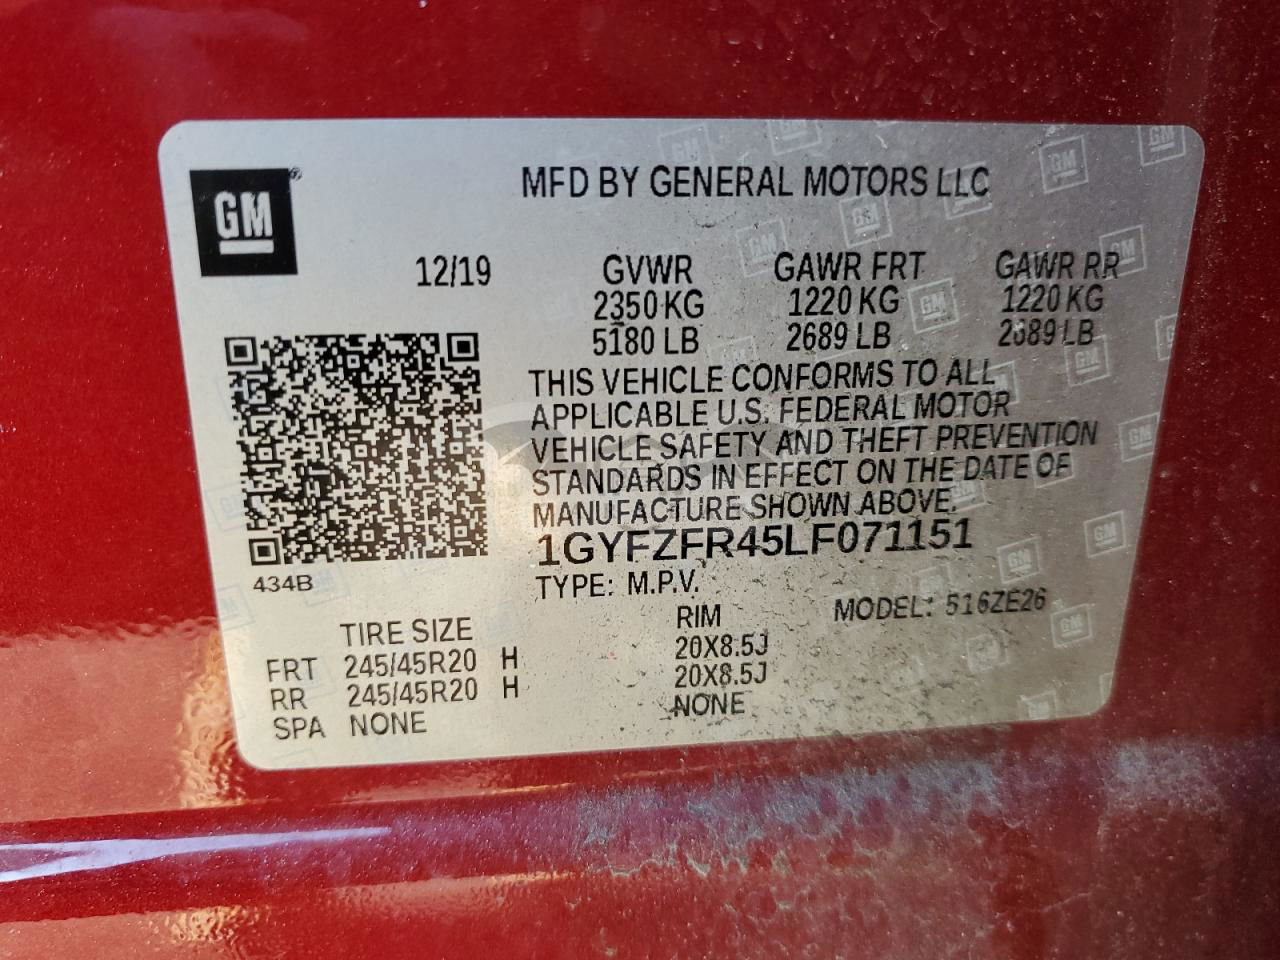 GM
MFD BY GENERAL MOTORS LLC
12/19
GVWR GAWR FRT GAWR RR
2350 KG 1220 KG 1220 KG
5180 LB 2689 LB 2689 LB
THIS VEHICLE CONFORMS TO ALL
APPLICABLE U.S. FEDERAL MOTOR
VEHICLE SAFETY AND THEFT PREVENTION
STANDARDS IN EFFECT ON THE DATE OF
MANUFACTURE SHOWN ABOVE.
1GYFZFR45LF071151
434B
TYPE: M.P.V. MODEL: 516ZE26
TIRE SIZE RIM
FRT 245/45R20 H 20X8.5J
RR 245/45R20 H 20X8.5J
SPA NONE NONE